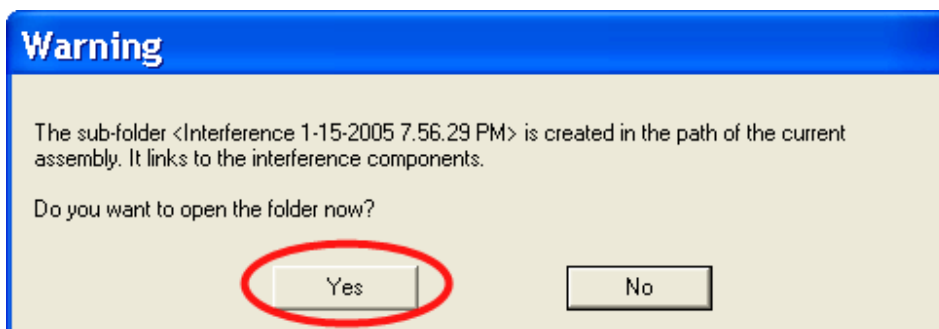 Warning
The sub-folder <Interference 1-15-2005 7.56.29 PM> is created in the path of the current
assembly. It links to the interference components.
Do you want to open the folder now?
Yes
No